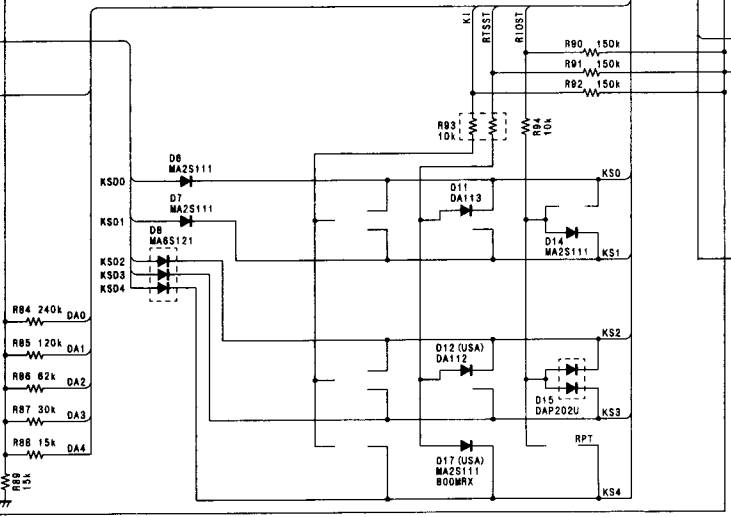 KI
RTSST
RIOST
R90 150k
R91 150k
R92 150k
R93
10k
R94
10k
D6
MA2S111
KSD0
KS0
D7
MA2S111
D11
DA113
KSD1
D8
MA6S121
D14
MA2S111
KS1
KSD2
KSD3
KSD4
R84 240k DA0
KS2
R85 120k DA1
D12 (USA)
DA112
R86 62k DA2
D15
DAP202U
R87 30k DA3
KS3
R88 15k DA4
RPT
D17 (USA)
MA2S111
800MRX
R89
15k
KS4